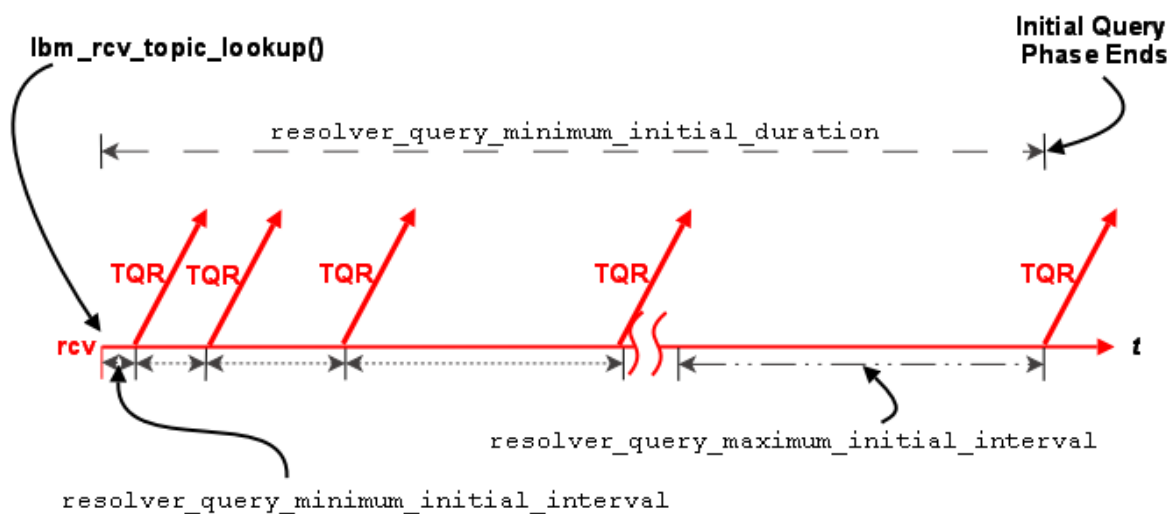 lbm_rcv_topic_lookup()
Initial Query
Phase Ends
resolver_query_minimum_initial_duration
TQR
TQR
TQR
TQR
TQR
rcv
t
resolver_query_maximum_initial_interval
resolver_query_minimum_initial_interval